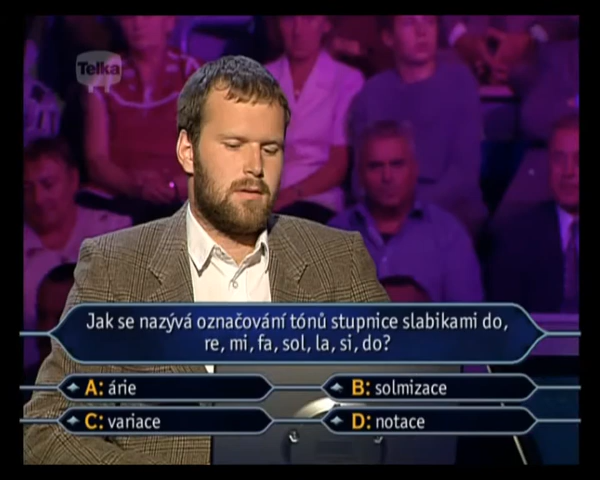 Telka
Jak se nazývá označování tónů stupnice slabikami do,
re, mi, fa, sol, la, si, do?
A: árie
B: solmizace
C: variace
D: notace